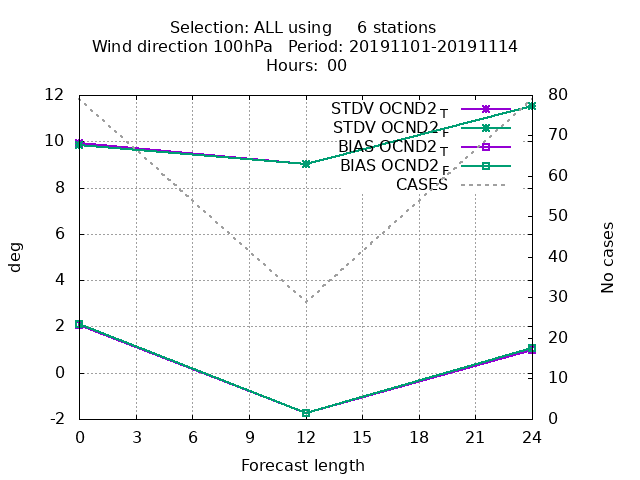 Selection: ALL using     6 stations
Wind direction 100hPa   Period: 20191101-20191114
Hours: 00
STDV OCND2_T
STDV OCND2_F
BIAS OCND2_T
BIAS OCND2_F
CASES
12
10
8
6
4
2
0
-2
80
70
60
50
40
30
20
10
0
deg
No cases
0 3 6 9 12 15 18 21 24
Forecast length